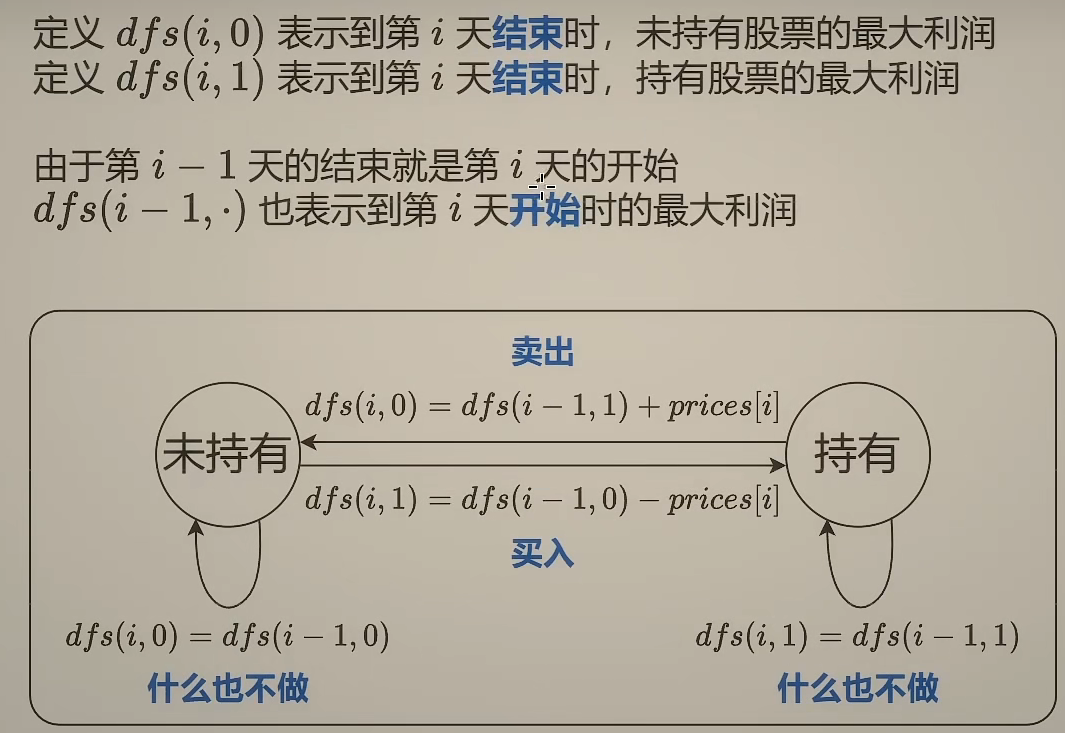 定义 dfs(i, 0) 表示到第 i 天结束时，未持有股票的最大利润
定义 dfs(i, 1) 表示到第 i 天结束时，持有股票的最大利润
由于第 i − 1 天的结束就是第 i 天的开始
dfs(i − 1, ·) 也表示到第 i 天开始时的最大利润
卖出
dfs(i, 0) = dfs(i − 1, 1) + prices[i]
未持有
持有
dfs(i, 1) = dfs(i − 1, 0) − prices[i]
买入
dfs(i, 0) = dfs(i − 1, 0)
dfs(i, 1) = dfs(i − 1, 1)
什么也不做
什么也不做